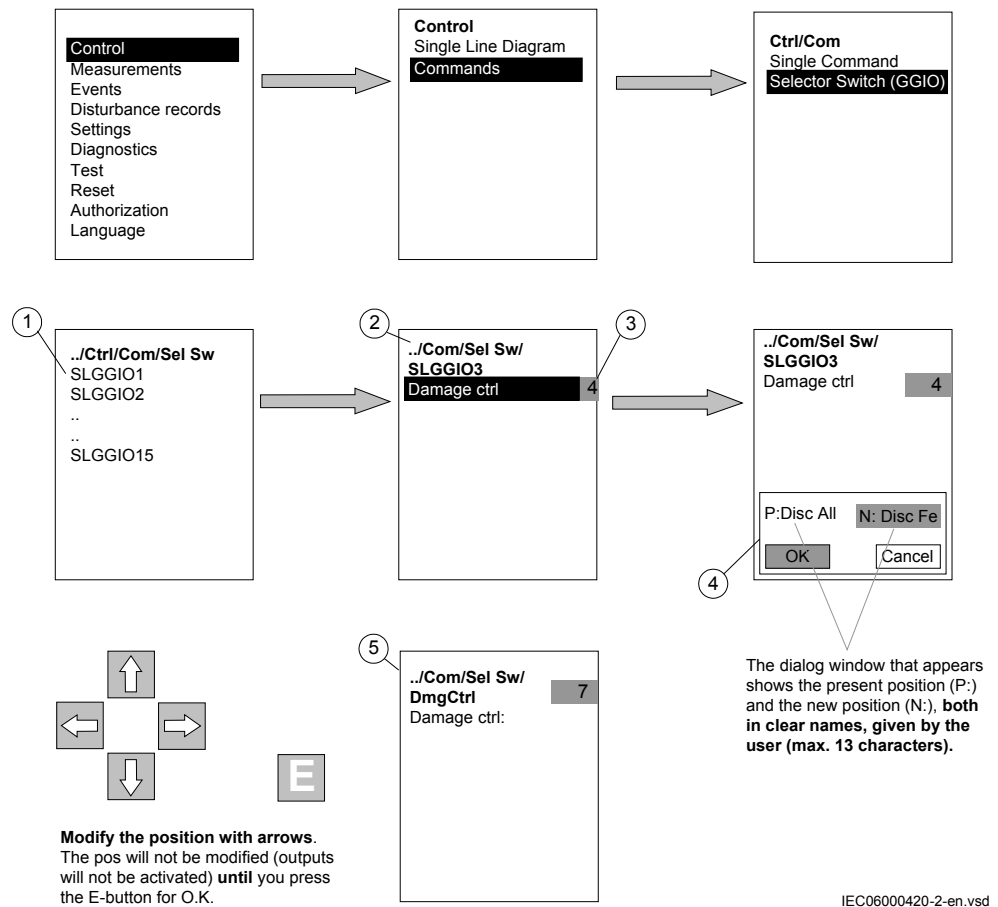 Control
Measurements
Events
Disturbance records
Settings
Diagnostics
Test
Reset
Authorization
Language
Control
Single Line Diagram
Commands
Ctrl/Com
Single Command
Selector Switch (GGIO)
1
../Ctrl/Com/Sel Sw
SLGGIO1
SLGGIO2
..
..
SLGGIO15
2
3
../Com/Sel Sw/
SLGGIO3
Damage ctrl 4
../Com/Sel Sw/
SLGGIO3
Damage ctrl 4
P:Disc All N: Disc Fe
OK Cancel
4
The dialog window that appears
shows the present position (P:)
and the new position (N:), both
in clear names, given by the
user (max. 13 characters).
E
Modify the position with arrows.
The pos will not be modified (outputs
will not be activated) until you press
the E-button for O.K.
5
../Com/Sel Sw/
DmgCtrl 7
Damage ctrl:
IEC06000420-2-en.vsd